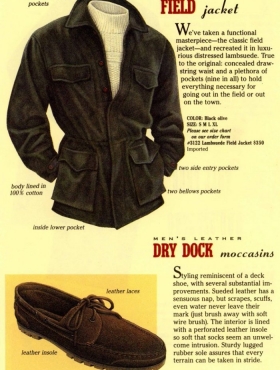 pockets
FIELD jacket
We've taken a functional
masterpiece—the classic field
jacket—and recreated it in luxu-
rious distressed lambsuede. True
to the original: concealed draw-
string waist and a plethora of
pockets (nine in all) to hold
everything necessary for
going out in the field or out
on the town.
COLOR: Black olive
SIZE: S M L XL
Please see size chart
on our order form
#5122 Lambsuede Field Jacket $350
Imported
two side entry pockets
body lined in
100% cotton
two bellows pockets
inside lower pocket
MEN'S LEATHER
DRY DOCK moccasins
leather laces
leather insole
Styling reminiscent of a deck
shoe, with several substantial im-
provements. Sueded leather has a
sensuous nap, but scrapes, scuffs,
even water never leave their
mark (just brush away with soft
wire brush). The interior is lined
with a perforated leather insole
so soft that socks seem an unwel-
come intrusion. Sturdy lugged
rubber sole assures that every
terrain can be taken in stride.